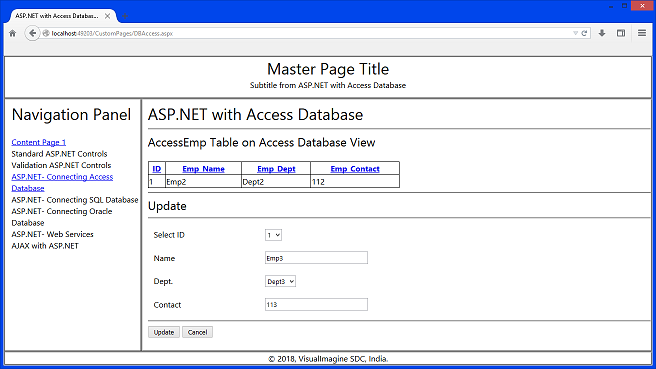 ASP.NET with Access Databas...
localhost:49203/CustomPages/DBAccess.aspx
Master Page Title
Subtitle from ASP.NET with Access Database
Navigation Panel
Content Page 1
Standard ASP.NET Controls
Validation ASP.NET Controls
ASP.NET- Connecting Access
Database
ASP.NET- Connecting SQL Database
ASP.NET- Connecting Oracle
Database
ASP.NET- Web Services
AJAX with ASP.NET
ASP.NET with Access Database
AccessEmp Table on Access Database View
ID Emp_Name Emp_Dept Emp_Contact
1 Emp2 Dept2 112
Update
Select ID 1
Name Emp3
Dept. Dept3
Contact 113
Update Cancel
© 2018, VisualImagine SDC, India.